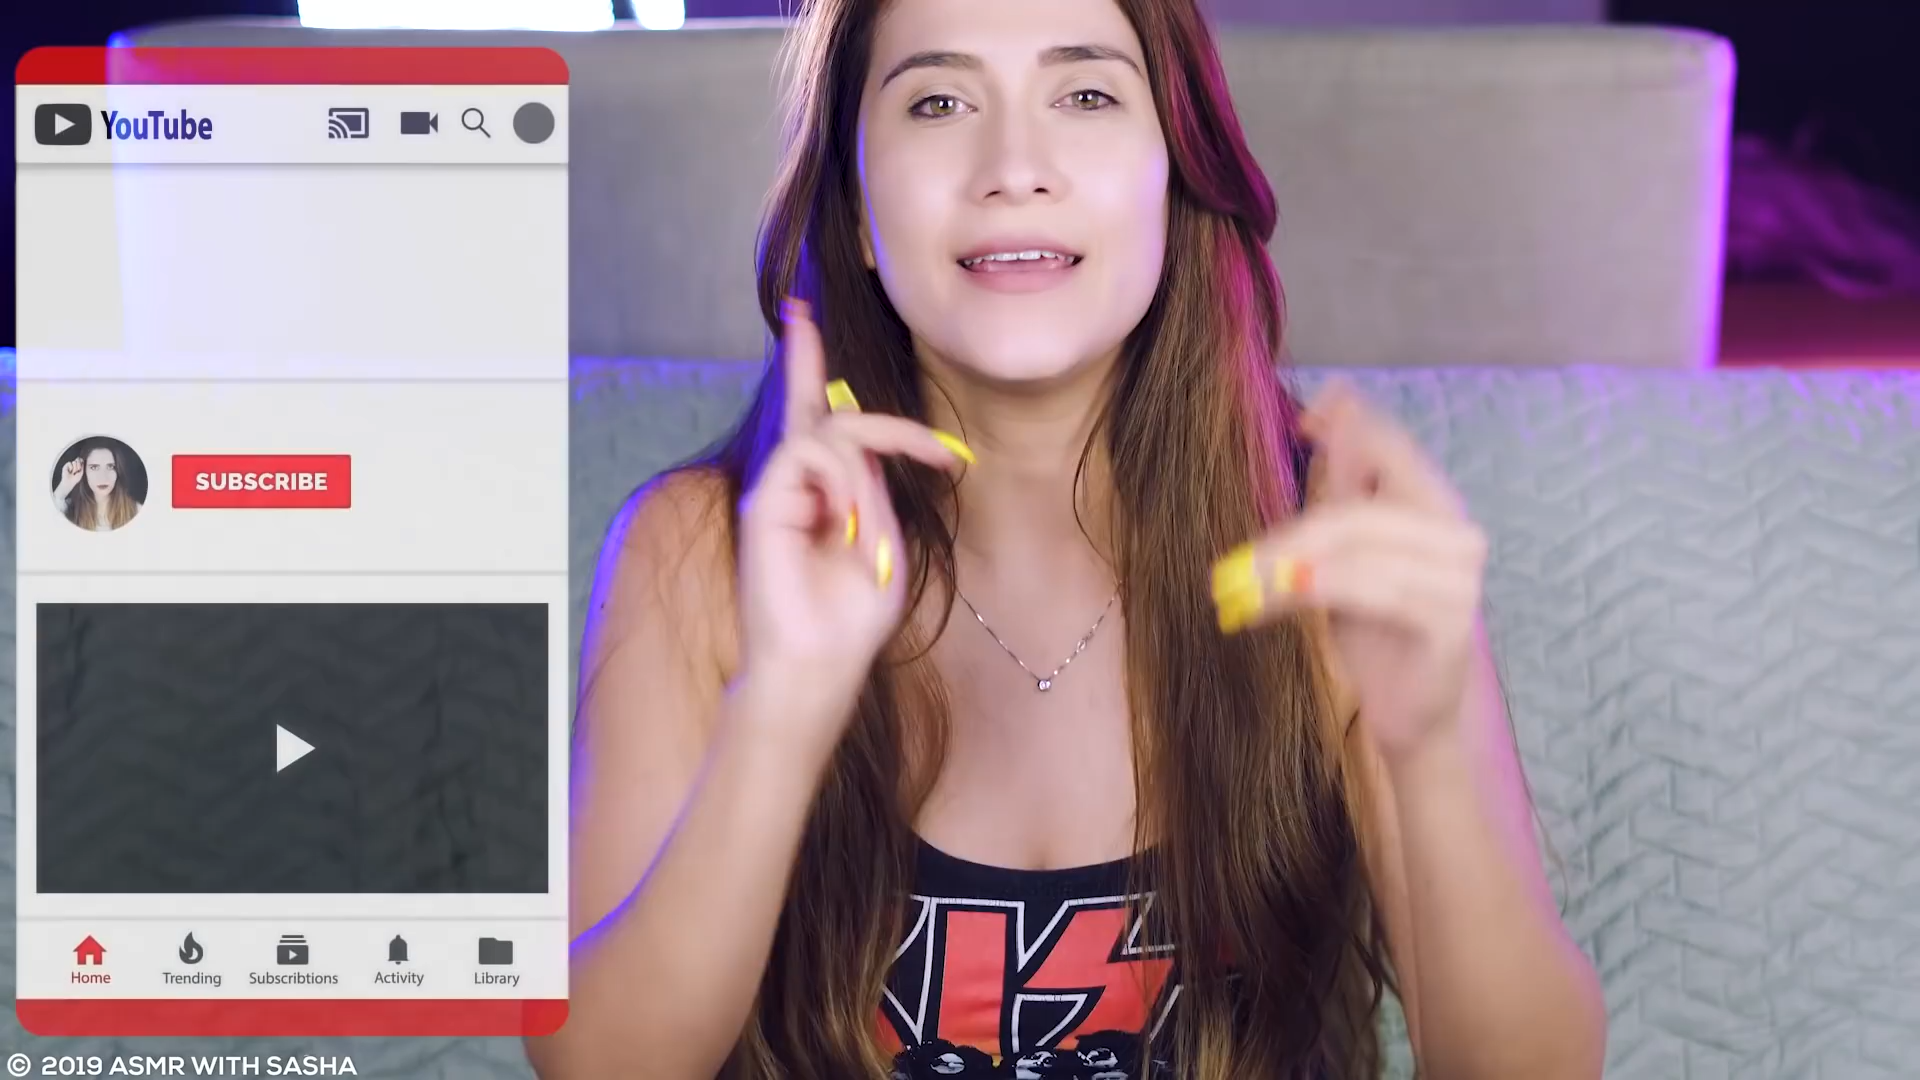 YouTube
SUBSCRIBE
Home
Trending
Subscribtions
Activity
Library
© 2019 ASMR WITH SASHA